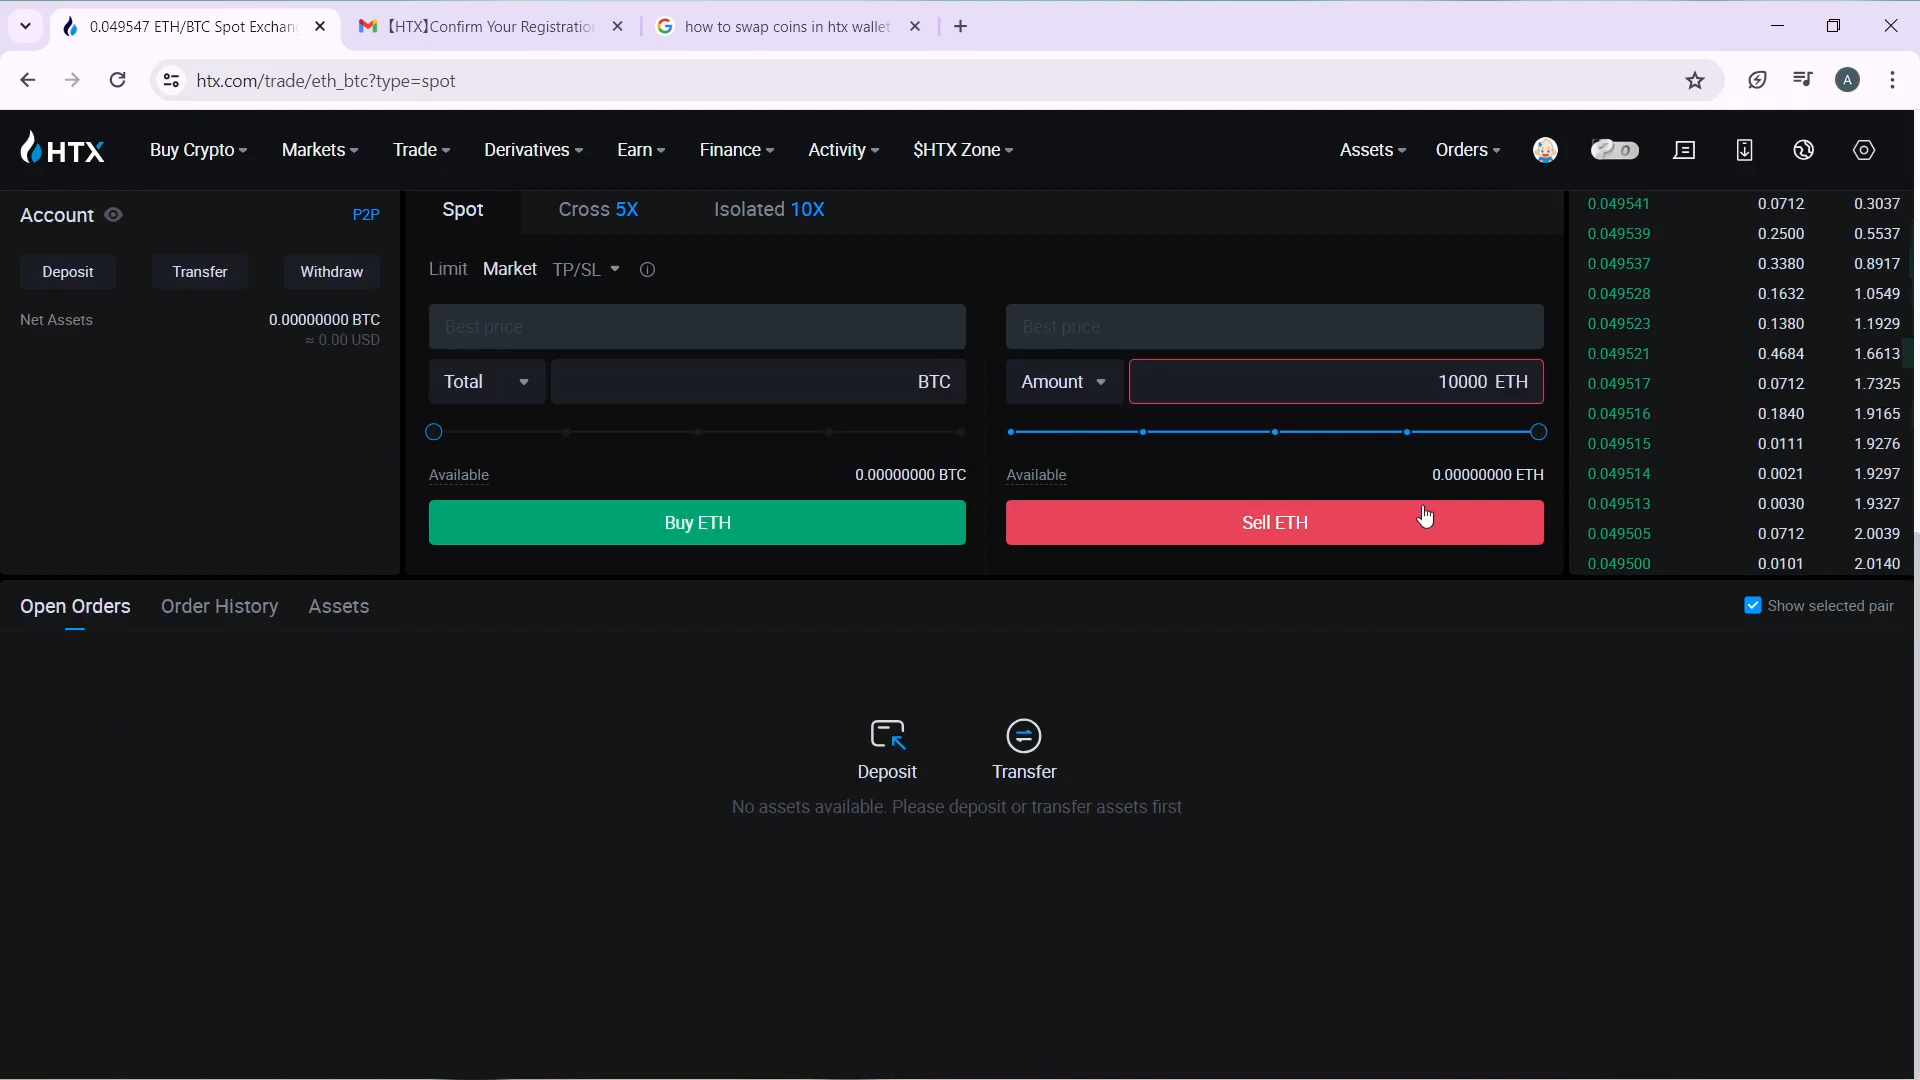 0.049547 ETH/BTC Spot Exchan
【HTX】Confirm Your Registration
how to swap coins in htx wallet
htx.com/trade/eth_btc?type=spot
A
HTX Buy Crypto Markets Trade Derivatives Earn Finance Activity $HTX Zone Assets Orders 0
Account P2P
Deposit Transfer Withdraw
Net Assets 0.00000000 BTC
≈ 0.00 USD
Spot Cross 5X Isolated 10X
Limit Market TP/SL
Best price
Total BTC
Available 0.00000000 BTC
Buy ETH
Best price
Amount 10000 ETH
Available 0.00000000 ETH
Sell ETH
0.049541 0.0712 0.3037
0.049539 0.2500 0.5537
0.049537 0.3380 0.8917
0.049528 0.1632 1.0549
0.049523 0.1380 1.1929
0.049521 0.4684 1.6613
0.049517 0.0712 1.7325
0.049516 0.1840 1.9165
0.049515 0.0111 1.9276
0.049514 0.0021 1.9297
0.049513 0.0030 1.9327
0.049505 0.0712 2.0039
0.049500 0.0101 2.0140
Open Orders Order History Assets Show selected pair
Deposit Transfer
No assets available. Please deposit or transfer assets first